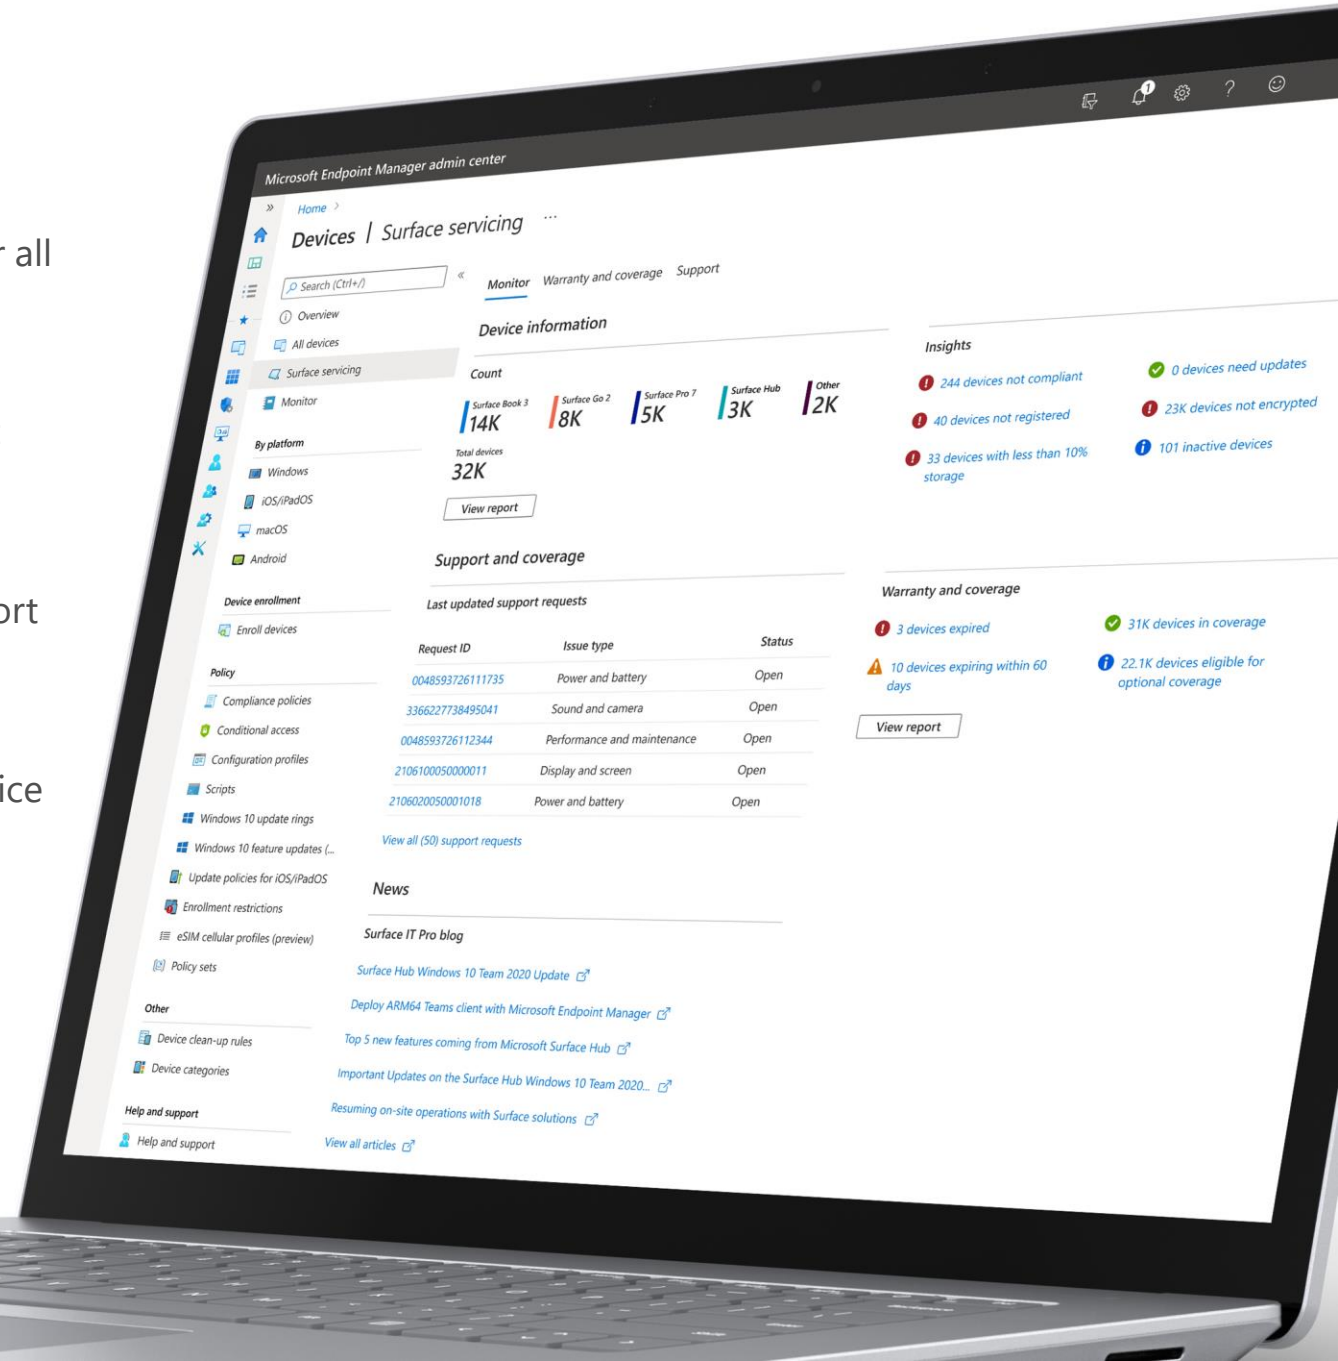 r all
ort
ice
Microsoft Endpoint Manager admin center
1
Home >
Devices | Surface servicing ...
Search (Ctrl+/)
Overview
All devices
Surface servicing
Monitor
By platform
Windows
iOS/iPadOS
macOS
Android
Device enrollment
Enroll devices
Policy
Compliance policies
Conditional access
Configuration profiles
Scripts
Windows 10 update rings
Windows 10 feature updates (...
Update policies for iOS/iPadOS
Enrollment restrictions
eSIM cellular profiles (preview)
Policy sets
Other
Device clean-up rules
Device categories
Help and support
Help and support
Monitor Warranty and coverage Support
Device information
Count
Surface Book 3
14K
Surface Go 2
8K
Surface Pro 7
5K
Surface Hub
3K
Other
2K
Total devices
32K
View report
Insights
244 devices not compliant
0 devices need updates
40 devices not registered
23K devices not encrypted
33 devices with less than 10%
storage
101 inactive devices
Support and coverage
Last updated support requests
Request ID Issue type Status
0048593726111735 Power and battery Open
3366227738495041 Sound and camera Open
0048593726112344 Performance and maintenance Open
2106100050000011 Display and screen Open
2106020050001018 Power and battery Open
View all (50) support requests
Warranty and coverage
3 devices expired
31K devices in coverage
10 devices expiring within 60
days
22.1K devices eligible for
optional coverage
View report
News
Surface IT Pro blog
Surface Hub Windows 10 Team 2020 Update
Deploy ARM64 Teams client with Microsoft Endpoint Manager
Top 5 new features coming from Microsoft Surface Hub
Important Updates on the Surface Hub Windows 10 Team 2020...
Resuming on-site operations with Surface solutions
View all articles